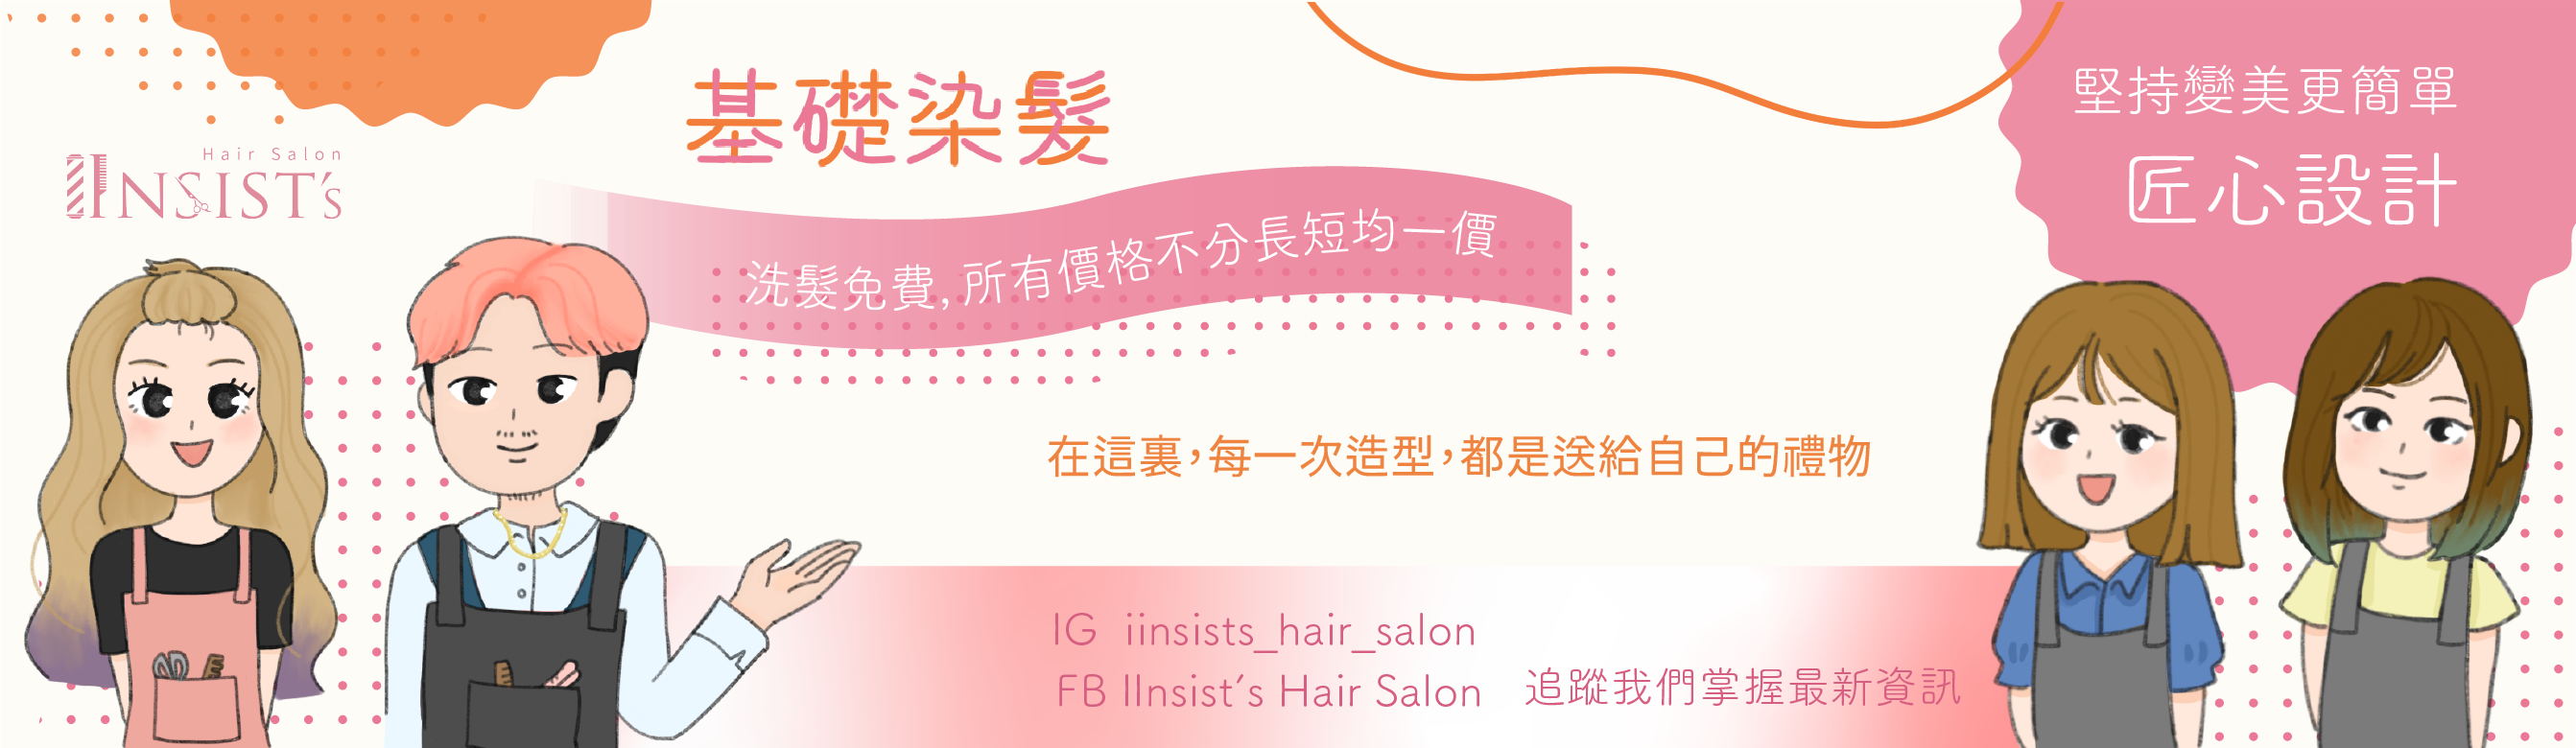 Hair Salon
IINSIST's
基礎染髮
洗髮免費,所有價格不分長短均一價
堅持變美更簡單
匠心設計
在這裏,每一次造型,都是送給自己的禮物
IG iinsists_hair_salon
FB IInsist's Hair Salon
追蹤我們掌握最新資訊